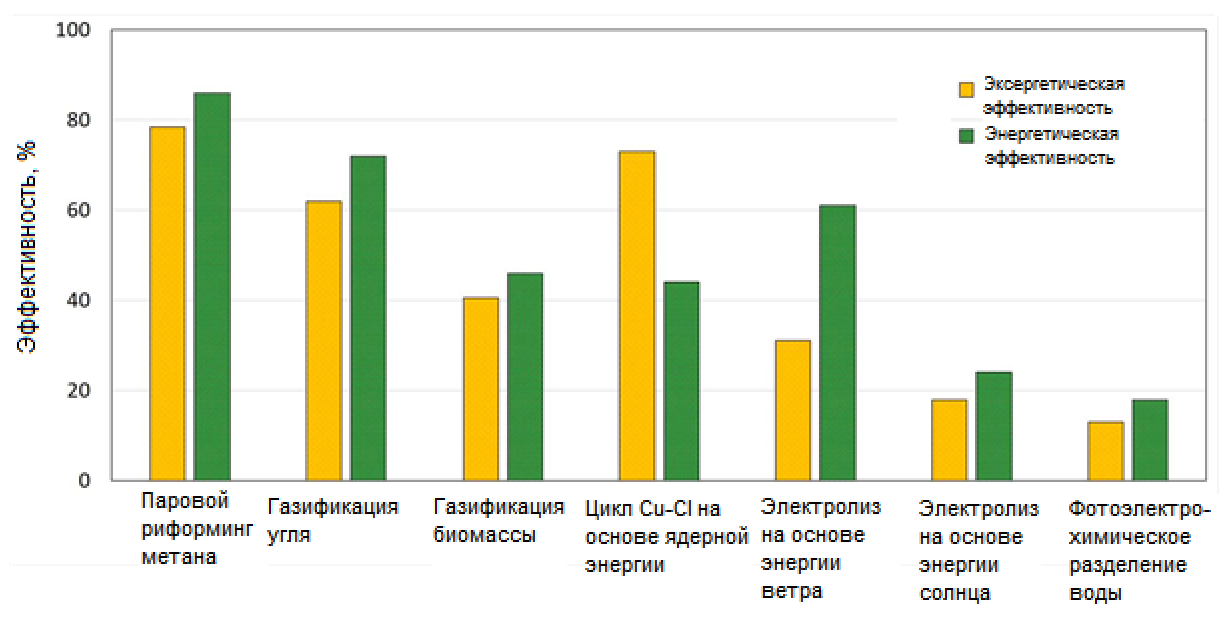 Эффективность, %
100
80
60
40
20
0
Эксергетическая
эффективность
Энергетическая
эффективность
Паровой
риформинг
метана
Газификация
угля
Газификация
биомассы
Цикл Cu-Cl на
основе ядерной
энергии
Электролиз
на основе
энергии
ветра
Электролиз
на основе
энергии
солнца
Фотоэлектро-
химическое
разделение
воды